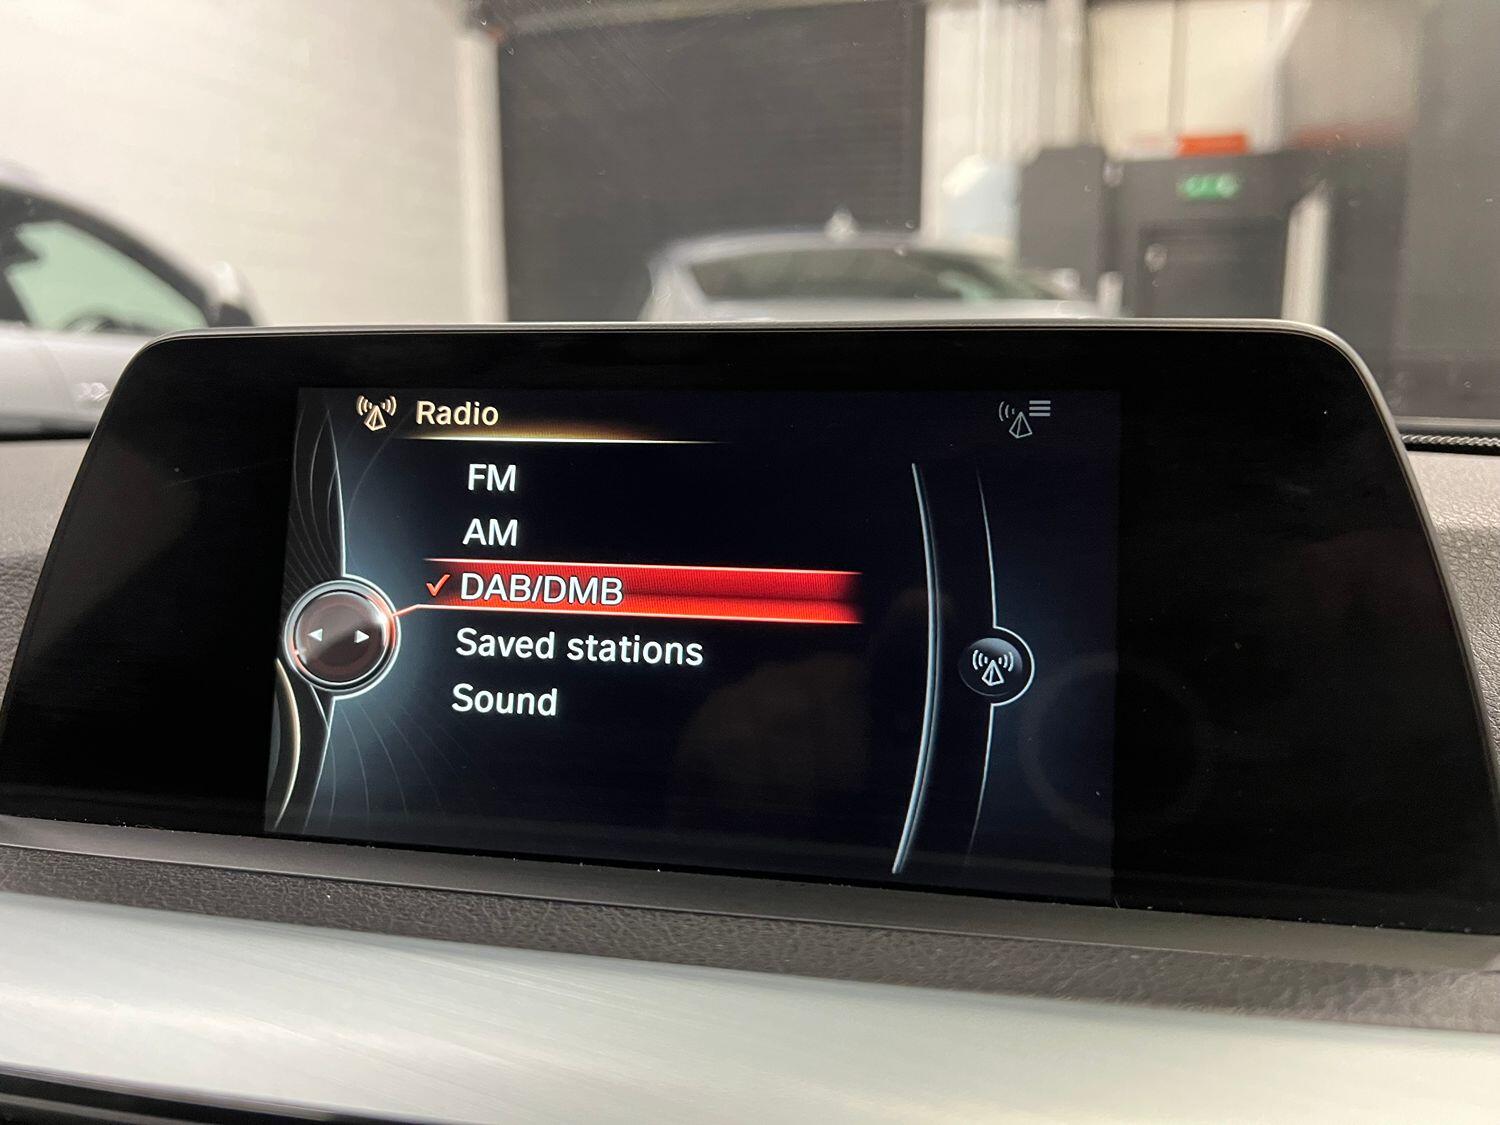 Radio
FM
AM
DAB/DMB
Saved stations
Sound